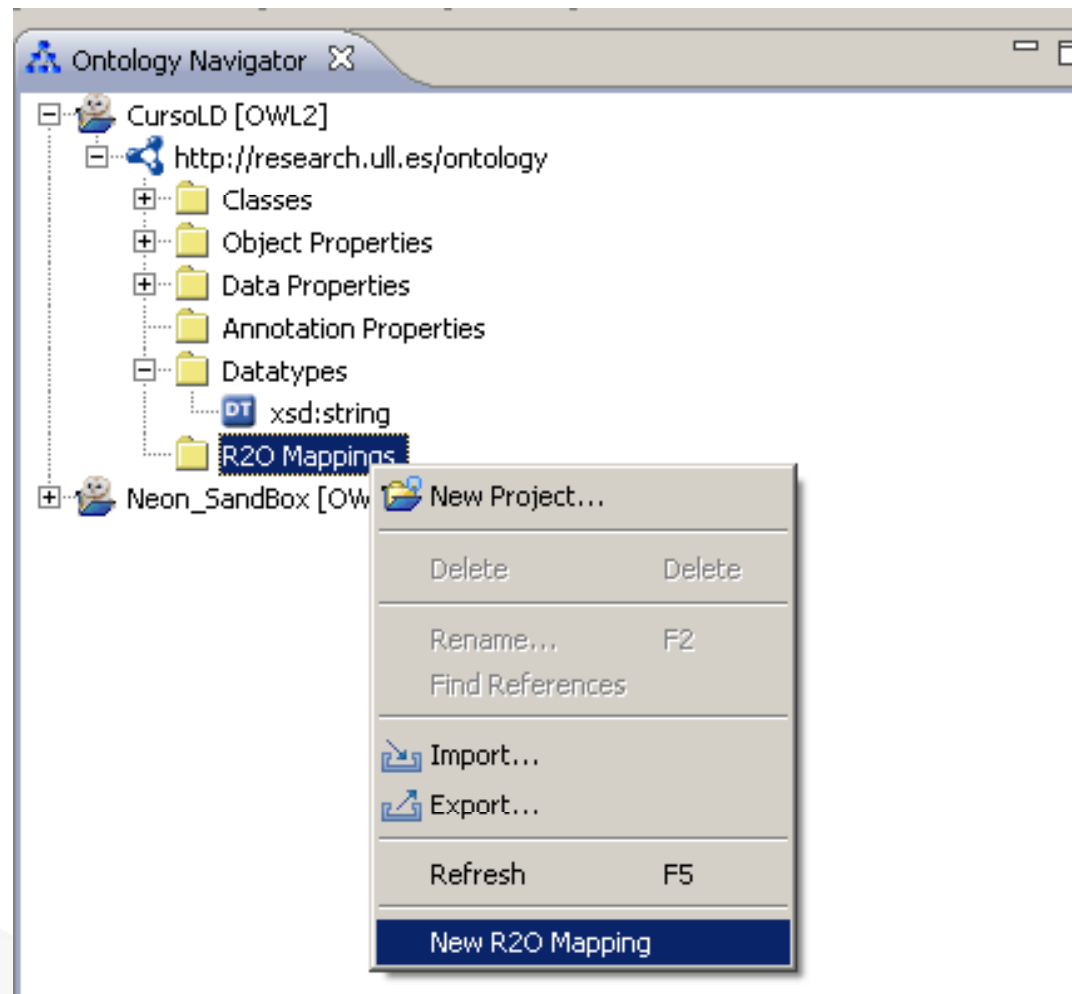 Ontology Navigator
CursoLD [OWL2]
http://research.ull.es/ontology
Classes
Object Properties
Data Properties
Annotation Properties
Datatypes
DT xsd:string
R2O Mappings
Neon_SandBox [OW
New Project...
Delete Delete
Rename... F2
Find References
Import...
Export...
Refresh F5
New R2O Mapping